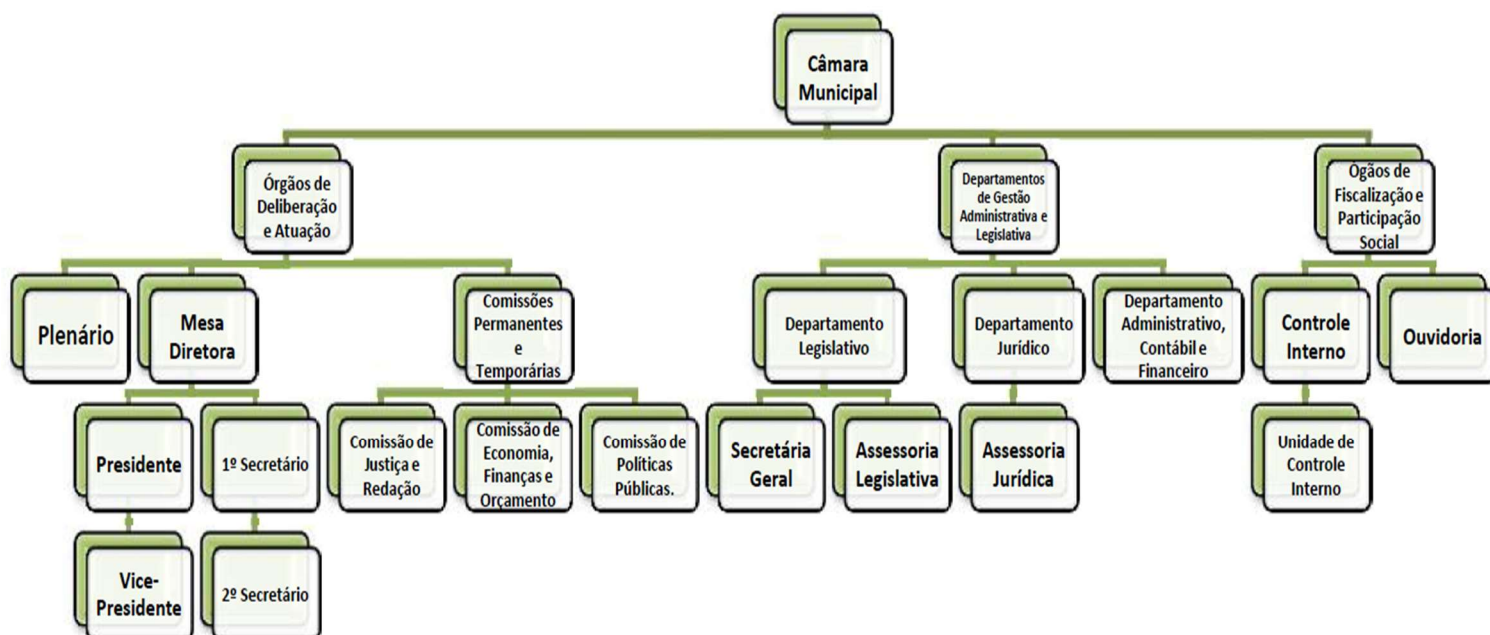 Câmara
Municipal
Órgãos de
Deliberação
e Atuação
Departamentos
de Gestão
Administrativa e
Legislativa
Ógãos de
Fiscalização e
Participação
Social
Plenário
Mesa
Diretora
Comissões
Permanentes
e
Temporárias
Departamento
Legislativo
Departamento
Jurídico
Departamento
Administrativo,
Contábil e
Financeiro
Controle
Interno
Ouvidoria
Presidente
1º Secretário
Comissão de
Justiça e
Redação
Comissão de
Economia,
Finanças e
Orçamento
Comissão de
Políticas
Públicas.
Secretária
Geral
Assessoria
Legislativa
Assessoria
Jurídica
Unidade de
Controle
Interno
Vice-
Presidente
2º Secretário